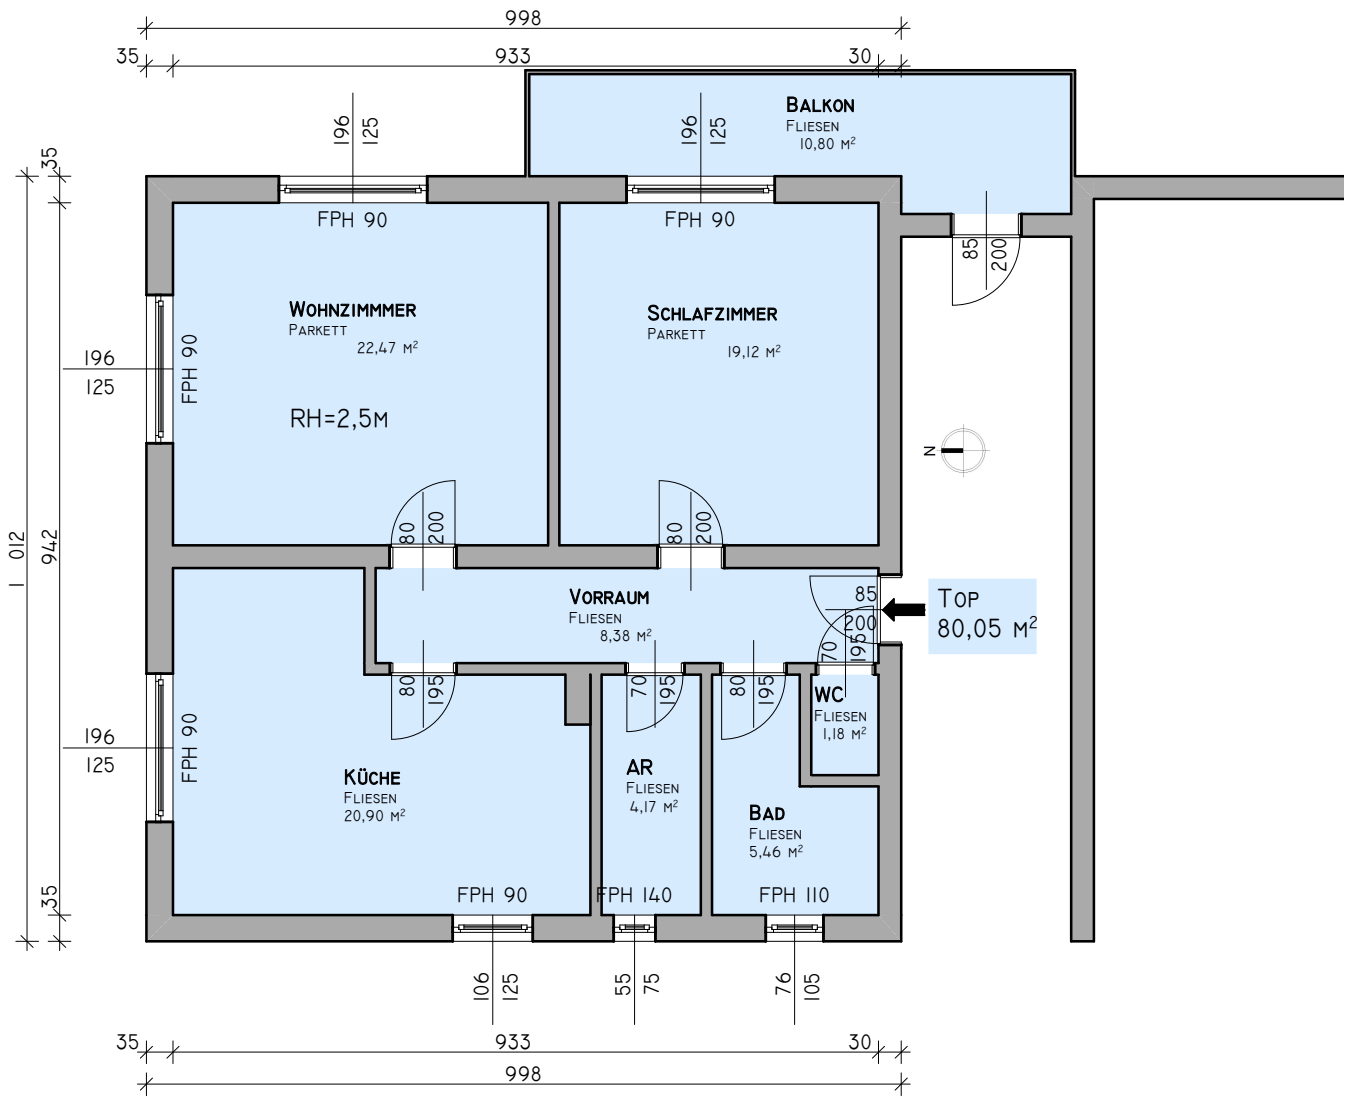 998
35
933
30
BALKON
FLIESEN
10,80 M²
196
125
196
125
35
FPH 90
FPH 90
85
200
WOHNZIMMMER
PARKETT
22,47 M²
SCHLAFZIMMER
PARKETT
19,12 M²
196
125
FPH 90
RH=2,5M
N
1 012
942
80
200
80
200
VORRAUM
FLIESEN
8,38 M²
85
200
TOP
80,05 M²
80
195
70
195
80
195
70
195
WC
FLIESEN
1,18 M²
196
125
FPH 90
KÜCHE
FLIESEN
20,90 M²
AR
FLIESEN
4,17 M²
BAD
FLIESEN
5,46 M²
35
FPH 90
FPH 140
FPH 110
106
125
55
75
76
105
35
933
30
998